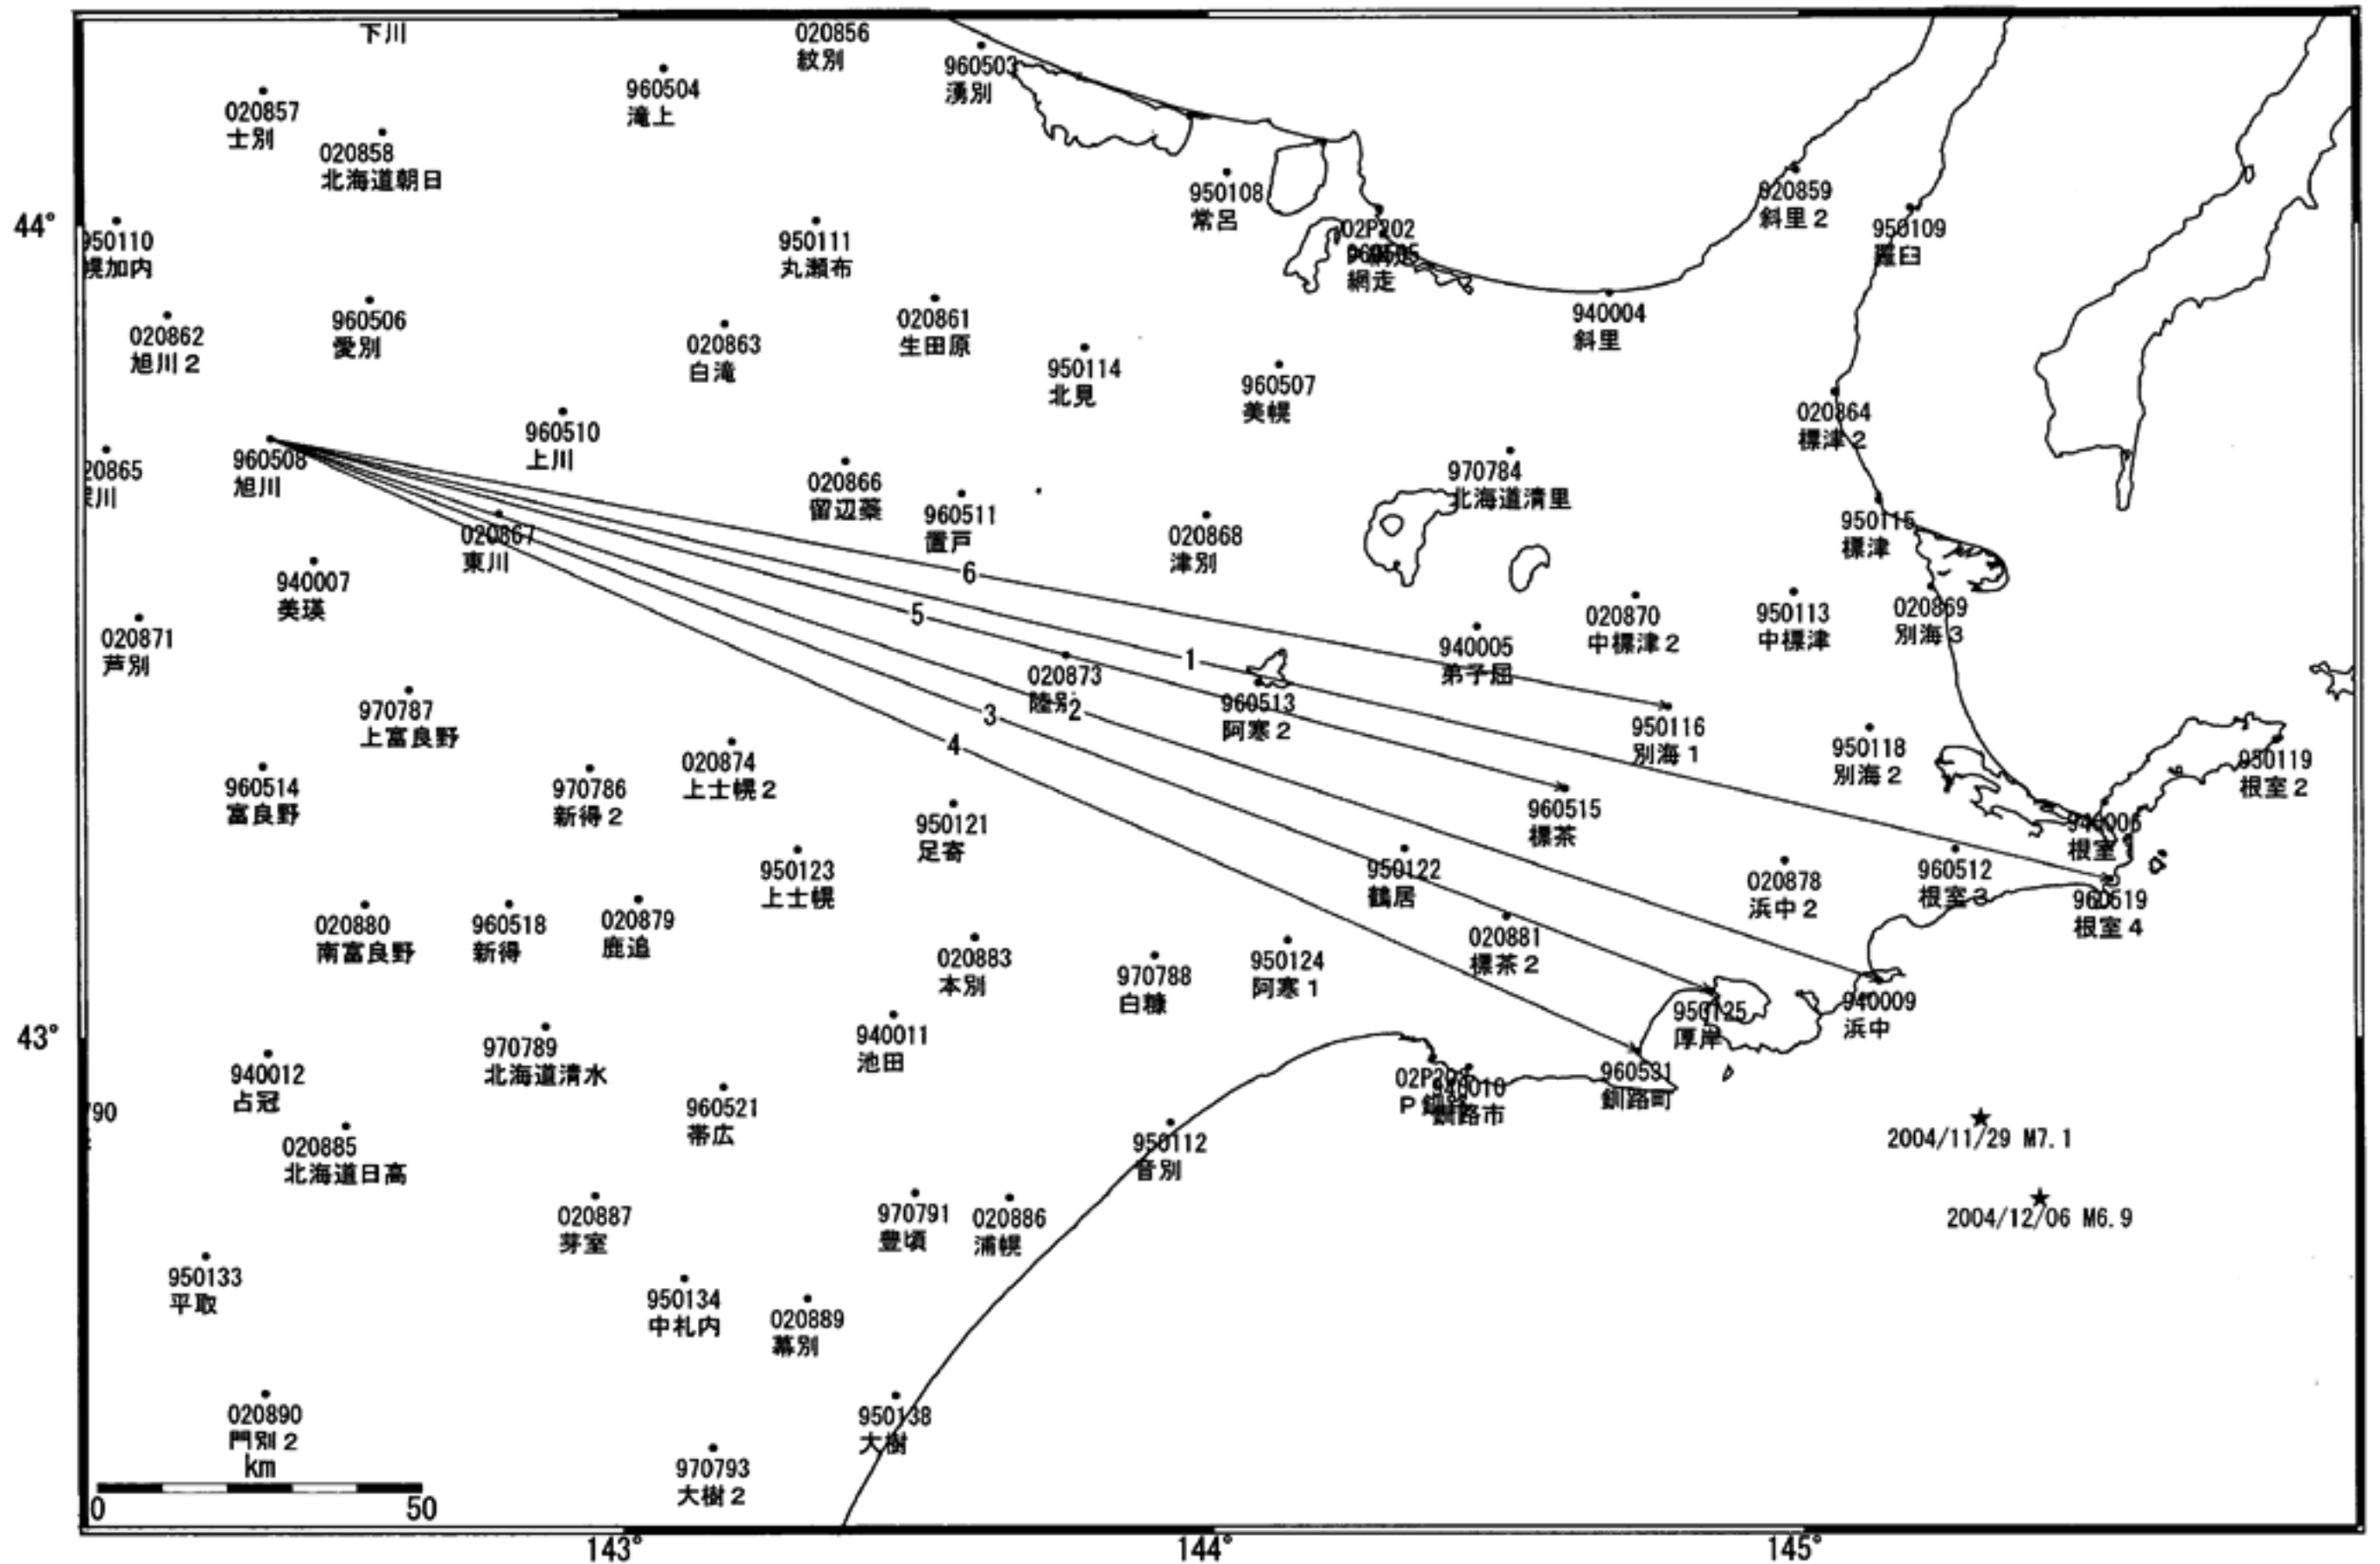 下川
020856
紋別
960503
湧別
960504
滝上
020857
士別
020858
北海道朝日
950108
常呂
020859
斜里2
44°
950110
幌加内
950111
丸瀬布
02P202
網走
950109
羅臼
020862
旭川2
960506
愛別
020863
白滝
020861
生田原
950114
北見
960507
美幌
940004
斜里
020864
標津2
20865
960508
旭川
960510
上川
020866
留辺蘂
960511
置戸
020868
津別
970784
北海道清里
950115
標津
020867
東川
940007
美瑛
6
5
1
3
2
4
020870
中標津2
950113
中標津
020869
別海3
020871
芦別
020873
陸別
940005
弟子屈
960513
阿寒2
950116
別海1
970787
上富良野
020874
上士幌2
950118
別海2
950119
根室2
960514
富良野
970786
新得2
950121
足寄
960515
標茶
940006
根室
950123
上士幌
950122
鶴居
020878
浜中2
960512
根室3
960519
根室4
020880
南富良野
960518
新得
020879
鹿追
020883
本別
970788
白糠
950124
阿寒1
020881
標茶2
950125
厚岸
940009
浜中
43°
940012
占冠
970789
北海道清水
940011
池田
960531
釧路町
940010
釧路市
790
020885
北海道日高
960521
帯広
950112
音別
2004/11/29 M7.1
020887
芽室
970791
豊頃
020886
浦幌
2004/12/06 M6.9
950133
平取
950134
中札内
020889
幕別
020890
門別2
950138
大樹
970793
大樹2
km
0
50
143°
144°
145°